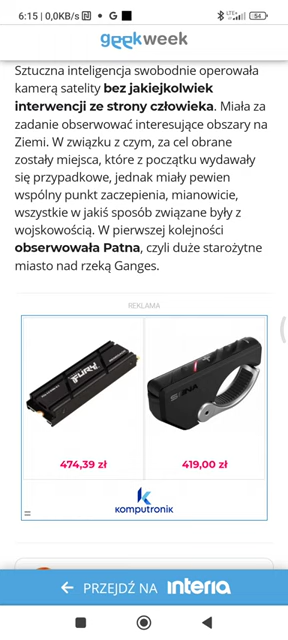 6:15 | 0,0KB/s
G
LTE+
54
geekweek
Sztuczna inteligencja swobodnie operowała
kamerą satelity bez jakiejkolwiek
interwencji ze strony człowieka. Miała za
zadanie obserwować interesujące obszary na
Ziemi. W związku z czym, za cel obrane
zostały miejsca, które z początku wydawały
się przypadkowe, jednak miały pewien
wspólny punkt zaczepienia, mianowicie,
wszystkie w jakiś sposób związane były z
wojskowością. W pierwszej kolejności
obserwowała Patna, czyli duże starożytne
miasto nad rzeką Ganges.
REKLAMA
FURY
474,39 zł
419,00 zł
k
komputronik
PRZEJDŹ NA interia